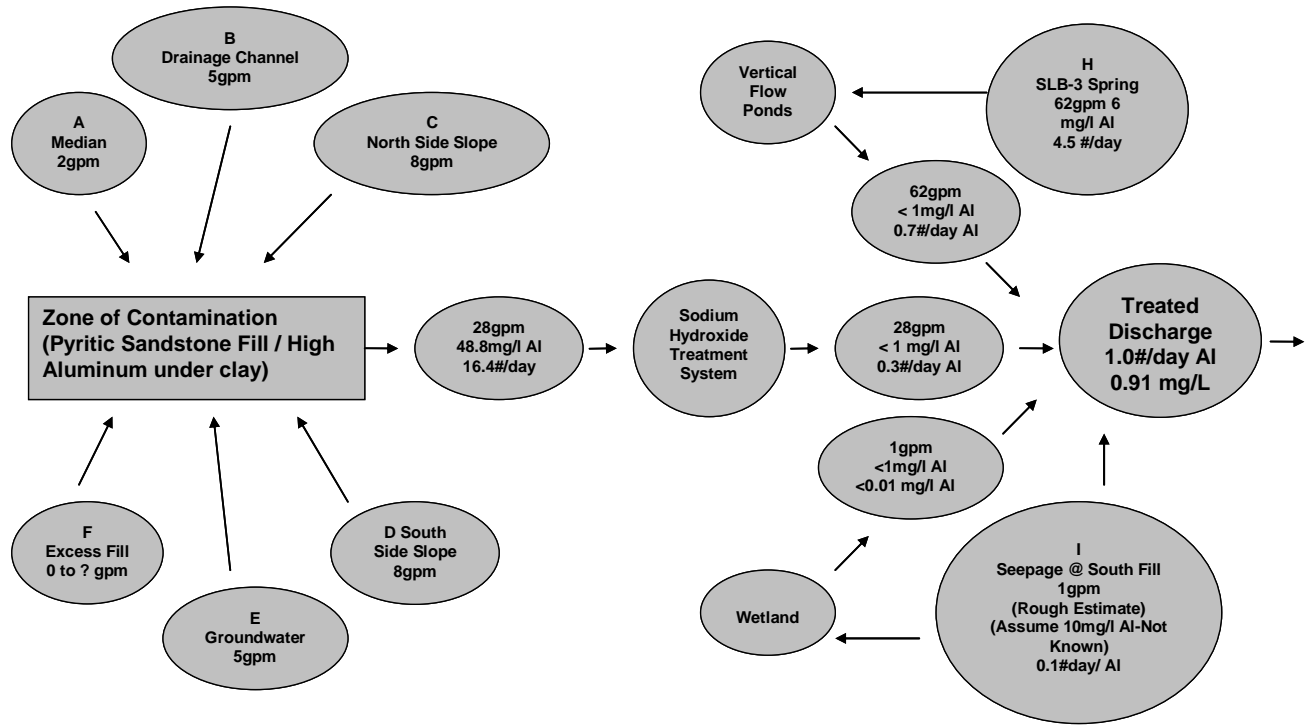 B
Drainage Channel
5gpm
A
Median
2gpm
C
North Side Slope
8gpm
Vertical
Flow
Ponds
H
SLB-3 Spring
62gpm 6
mg/l Al
4.5 #/day
62gpm
< 1mg/l Al
0.7#/day Al
Zone of Contamination
(Pyritic Sandstone Fill / High
Aluminum under clay)
28gpm
48.8mg/l Al
16.4#/day
Sodium
Hydroxide
Treatment
System
28gpm
< 1 mg/l Al
0.3#/day Al
Treated
Discharge
1.0#/day Al
0.91 mg/L
1gpm
<1mg/l Al
<0.01 mg/l Al
F
Excess Fill
0 to ? gpm
E
Groundwater
5gpm
D South
Side Slope
8gpm
Wetland
I
Seepage @ South Fill
1gpm
(Rough Estimate)
(Assume 10mg/l Al-Not
Known)
0.1#day/ Al